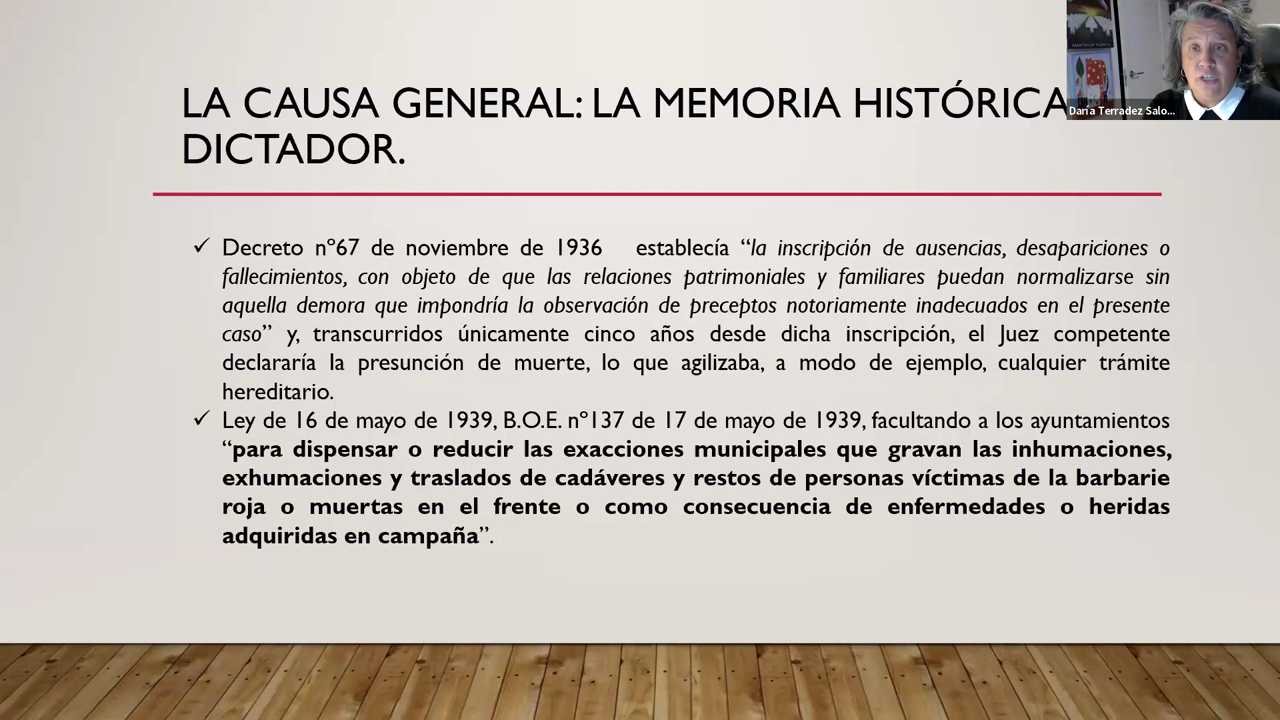 LA CAUSA GENERAL: LA MEMORIA HISTÓRICA
DICTADOR.
Daría Terradez Salo...
✓ Decreto nº67 de noviembre de 1936 establecía “la inscripción de ausencias, desapariciones o
fallecimientos, con objeto de que las relaciones patrimoniales y familiares puedan normalizarse sin
aquella demora que impondría la observación de preceptos notoriamente inadecuados en el presente
caso” y, transcurridos únicamente cinco años desde dicha inscripción, el Juez competente
declararía la presunción de muerte, lo que agilizaba, a modo de ejemplo, cualquier trámite
hereditario.
✓ Ley de 16 de mayo de 1939, B.O.E. nº137 de 17 de mayo de 1939, facultando a los ayuntamientos
“para dispensar o reducir las exacciones municipales que gravan las inhumaciones,
exhumaciones y traslados de cadáveres y restos de personas víctimas de la barbarie
roja o muertas en el frente o como consecuencia de enfermedades o heridas
adquiridas en campaña”.